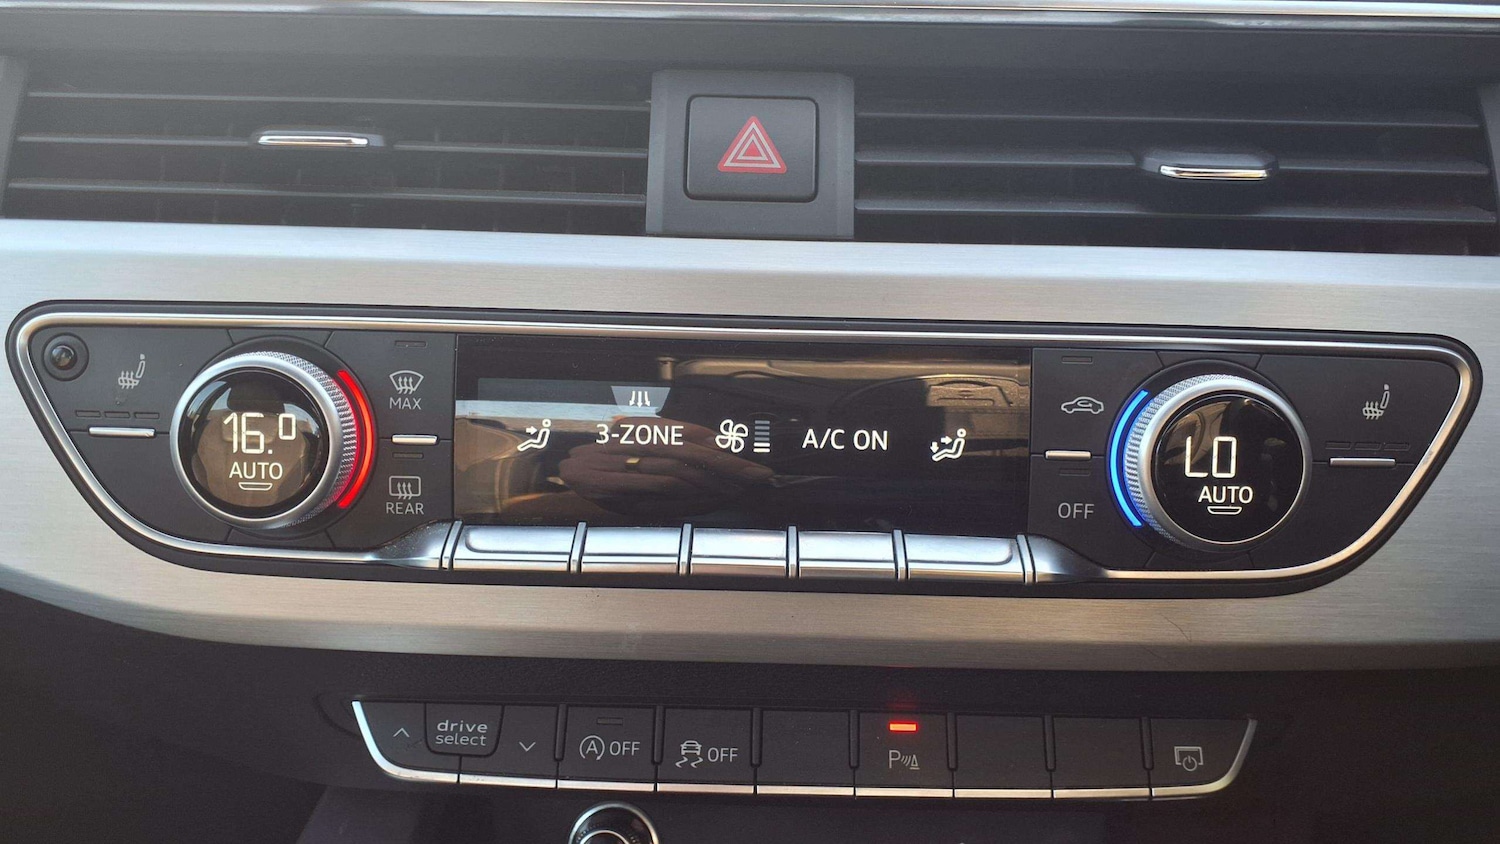 16.0
AUTO
MAX
REAR
3-ZONE
A/C ON
OFF
LO
AUTO
drive
select
A OFF
OFF
P